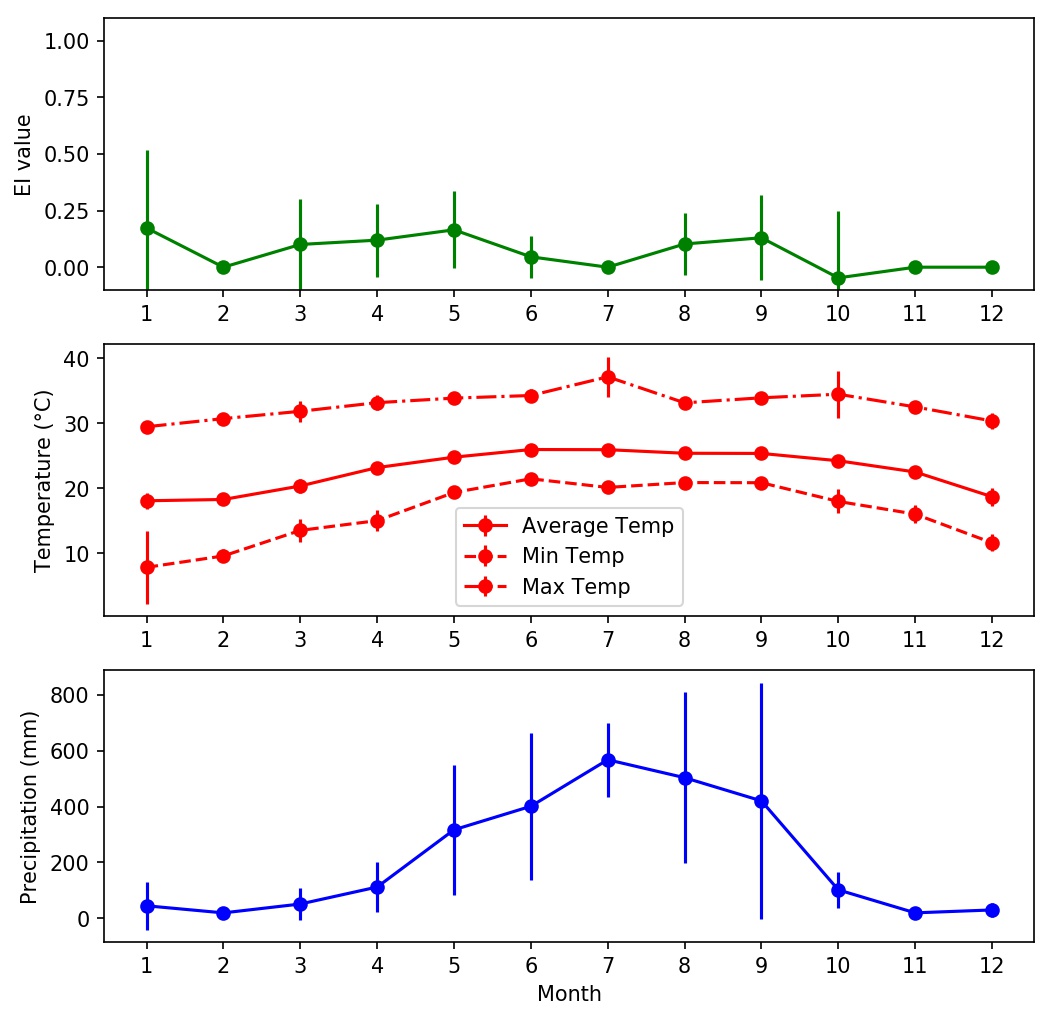 1.00
0.75
0.50
0.25
0.00
EI value
1 2 3 4 5 6 7 8 9 10 11 12
40
30
20
10
Temperature (°C)
Average Temp
Min Temp
Max Temp
1 2 3 4 5 6 7 8 9 10 11 12
800
600
400
200
0
Precipitation (mm)
1 2 3 4 5 6 7 8 9 10 11 12
Month